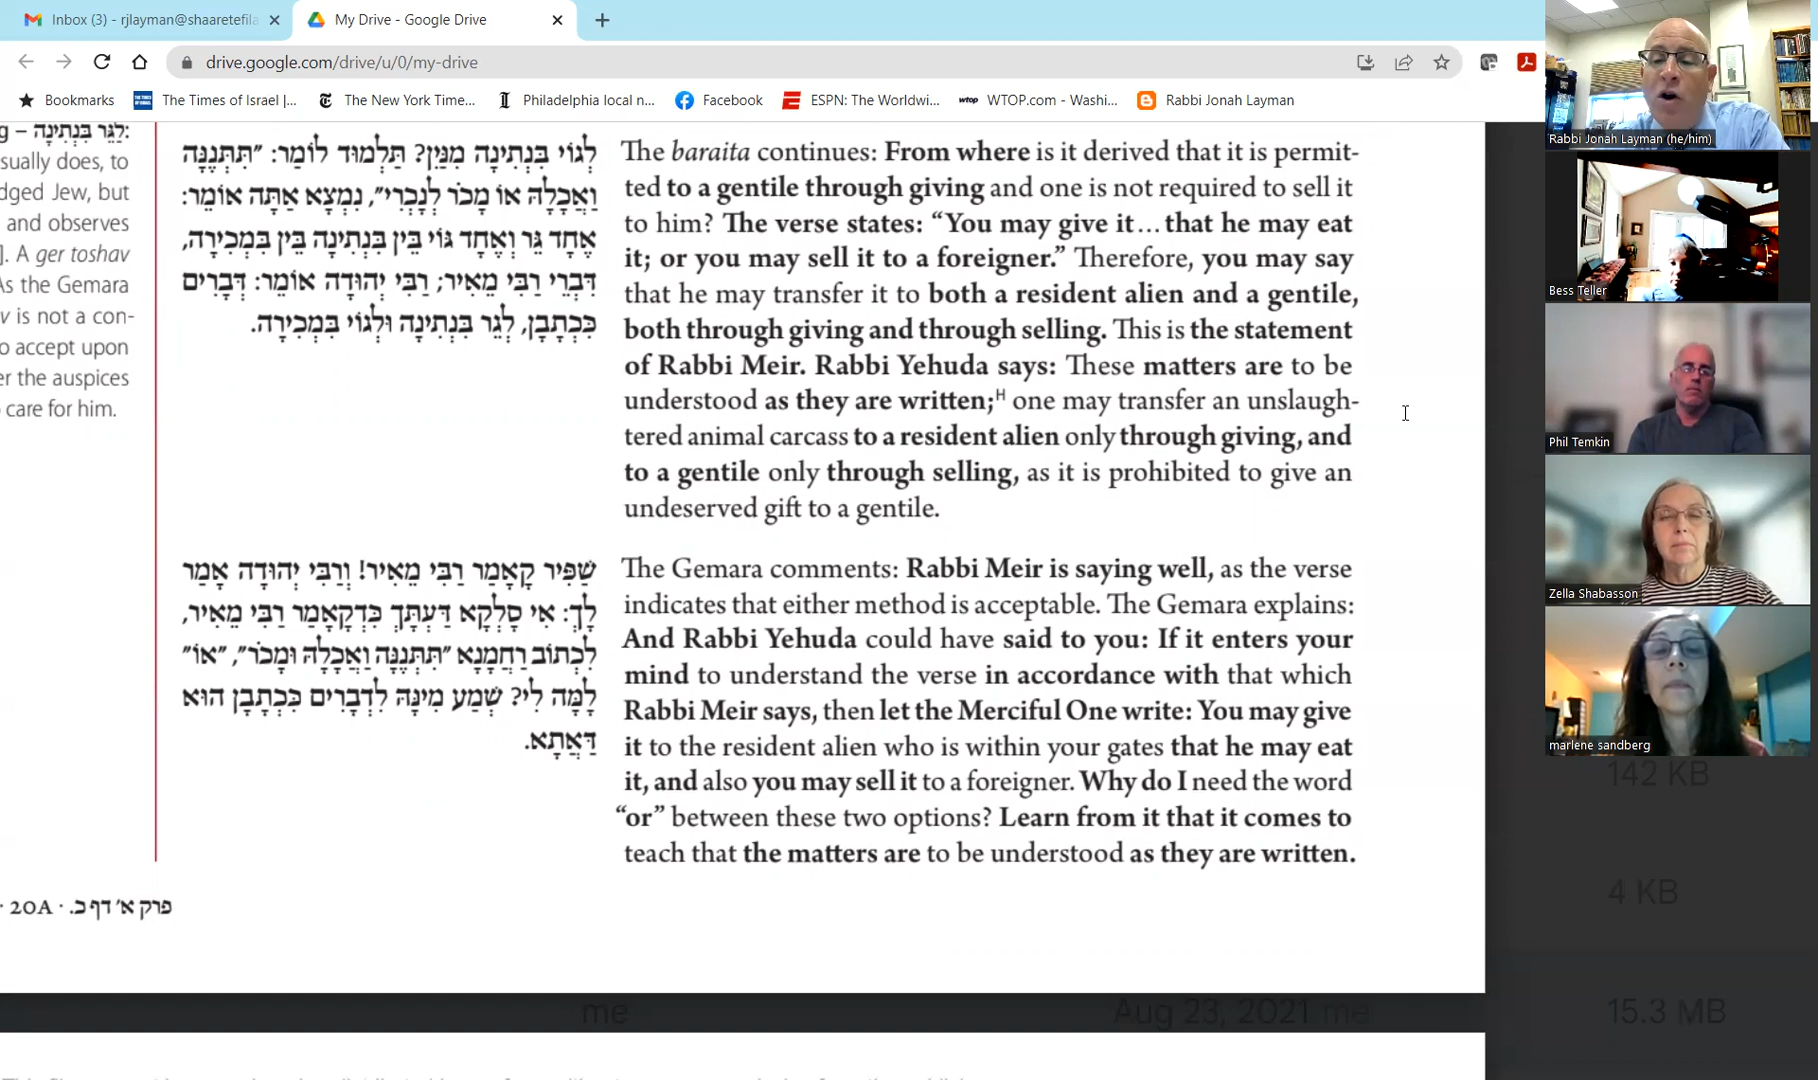 Inbox (3) - rjlayman@shaaretefila
My Drive - Google Drive
drive.google.com/drive/u/0/my-drive
Bookmarks
The Times of Israel |...
The New York Time...
Philadelphia local n...
Facebook
ESPN: The Worldwi...
WTOP.com - Washi...
Rabbi Jonah Layman
g – לַגֵּר בִּנְתִינָה:
sually does, to
dged Jew, but
and observes
]. A ger toshav
As the Gemara
v is not a con-
o accept upon
er the auspices
o care for him.
לְגוֹי בִּנְתִינָה מִנַּיִן? תַּלְמוּד לוֹמַר: ״תִּתְּנֶנָּה
וַאֲכָלָהּ אוֹ מָכֹר לְנָכְרִי״, נִמְצָא אַתָּה אוֹמֵר:
אֶחָד גֵּר וְאֶחָד גּוֹי בֵּין בִּנְתִינָה בֵּין בִּמְכִירָה,
דִּבְרֵי רַבִּי מֵאִיר; רַבִּי יְהוּדָה אוֹמֵר: דְּבָרִים
כִּכְתָבָן, לְגֵר בִּנְתִינָה וּלְגוֹי בִּמְכִירָה.
The baraita continues: From where is it derived that it is permit-
ted to a gentile through giving and one is not required to sell it
to him? The verse states: “You may give it… that he may eat
it; or you may sell it to a foreigner.” Therefore, you may say
that he may transfer it to both a resident alien and a gentile,
both through giving and through selling. This is the statement
of Rabbi Meir. Rabbi Yehuda says: These matters are to be
understood as they are written;H one may transfer an unslaugh-
tered animal carcass to a resident alien only through giving, and
to a gentile only through selling, as it is prohibited to give an
undeserved gift to a gentile.
שַׁפִּיר קָאָמַר רַבִּי מֵאִיר! וְרַבִּי יְהוּדָה אָמַר
לָךְ: אִי סָלְקָא דַּעְתָּךְ כִּדְקָאָמַר רַבִּי מֵאִיר,
לִכְתּוֹב רַחֲמָנָא ״תִּתְּנֶנָּה וַאֲכָלָהּ וּמָכֹר״, ״אוֹ״
לָמָּה לִי? שְׁמַע מִינָּהּ לִדְבָרִים כִּכְתָבָן הוּא
דַּאֲתָא.
The Gemara comments: Rabbi Meir is saying well, as the verse
indicates that either method is acceptable. The Gemara explains:
And Rabbi Yehuda could have said to you: If it enters your
mind to understand the verse in accordance with that which
Rabbi Meir says, then let the Merciful One write: You may give
it to the resident alien who is within your gates that he may eat
it, and also you may sell it to a foreigner. Why do I need the word
“or” between these two options? Learn from it that it comes to
teach that the matters are to be understood as they are written.
· 20A · פרק א׳ דף כ.
me
Aug 23, 2021 me
142 KB
4 KB
15.3 MB
Rabbi Jonah Layman (he/him)
Bess Teller
Phil Temkin
Zella Shabasson
marlene sandberg